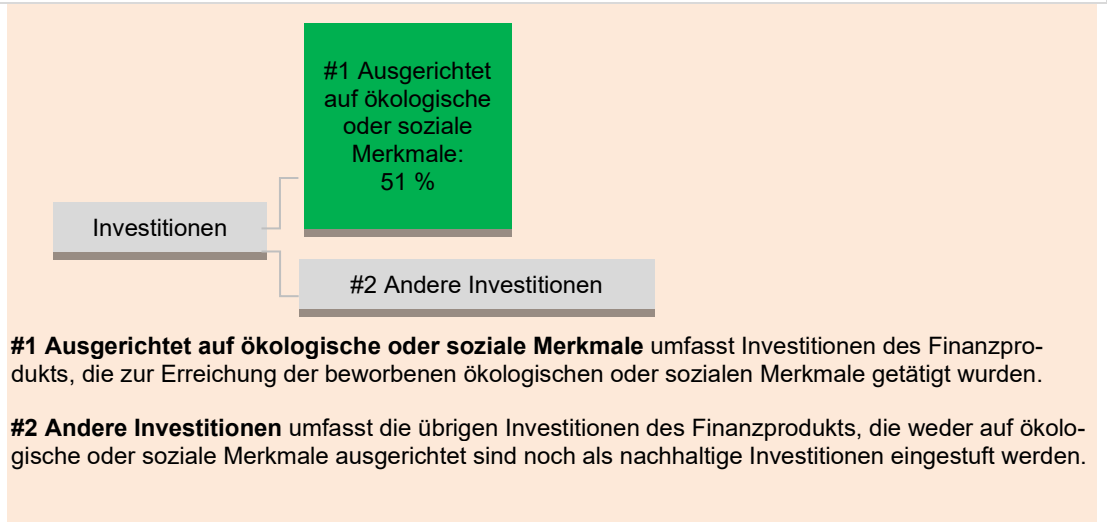 #1 Ausgerichtet
auf ökologische
oder soziale
Merkmale:
51 %
Investitionen
#2 Andere Investitionen
#1 Ausgerichtet auf ökologische oder soziale Merkmale umfasst Investitionen des Finanzpro-
dukts, die zur Erreichung der beworbenen ökologischen oder sozialen Merkmale getätigt wurden.
#2 Andere Investitionen umfasst die übrigen Investitionen des Finanzprodukts, die weder auf ökolo-
gische oder soziale Merkmale ausgerichtet sind noch als nachhaltige Investitionen eingestuft werden.